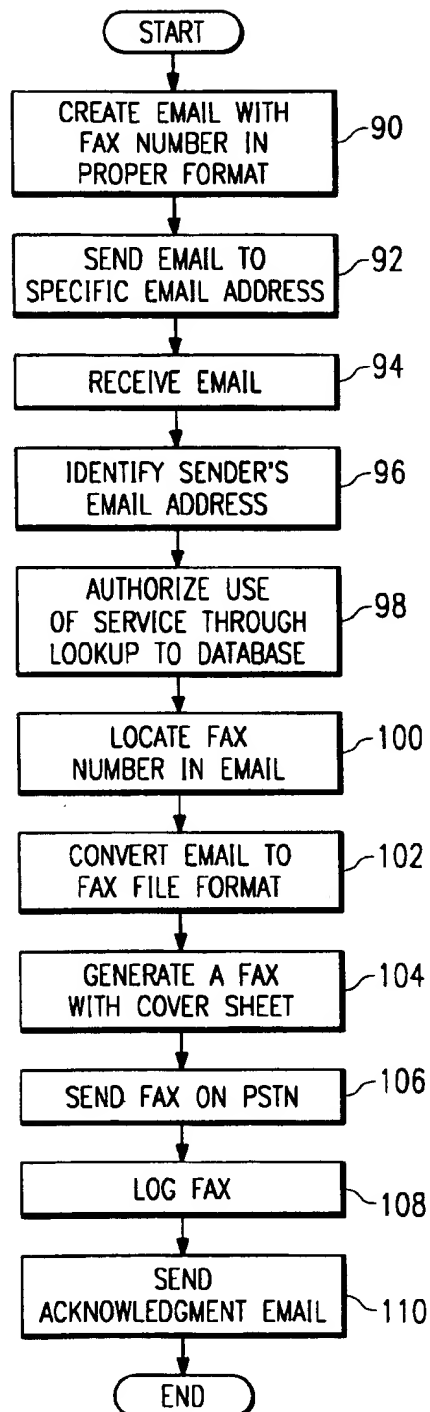 START
CREATE EMAIL WITH
FAX NUMBER IN
PROPER FORMAT
90
SEND EMAIL TO
SPECIFIC EMAIL ADDRESS
92
RECEIVE EMAIL
94
IDENTIFY SENDER'S
EMAIL ADDRESS
96
AUTHORIZE USE
OF SERVICE THROUGH
LOOKUP TO DATABASE
98
LOCATE FAX
NUMBER IN EMAIL
100
CONVERT EMAIL TO
FAX FILE FORMAT
102
GENERATE A FAX
WITH COVER SHEET
104
SEND FAX ON PSTN
106
LOG FAX
108
SEND
ACKNOWLEDGMENT EMAIL
110
END